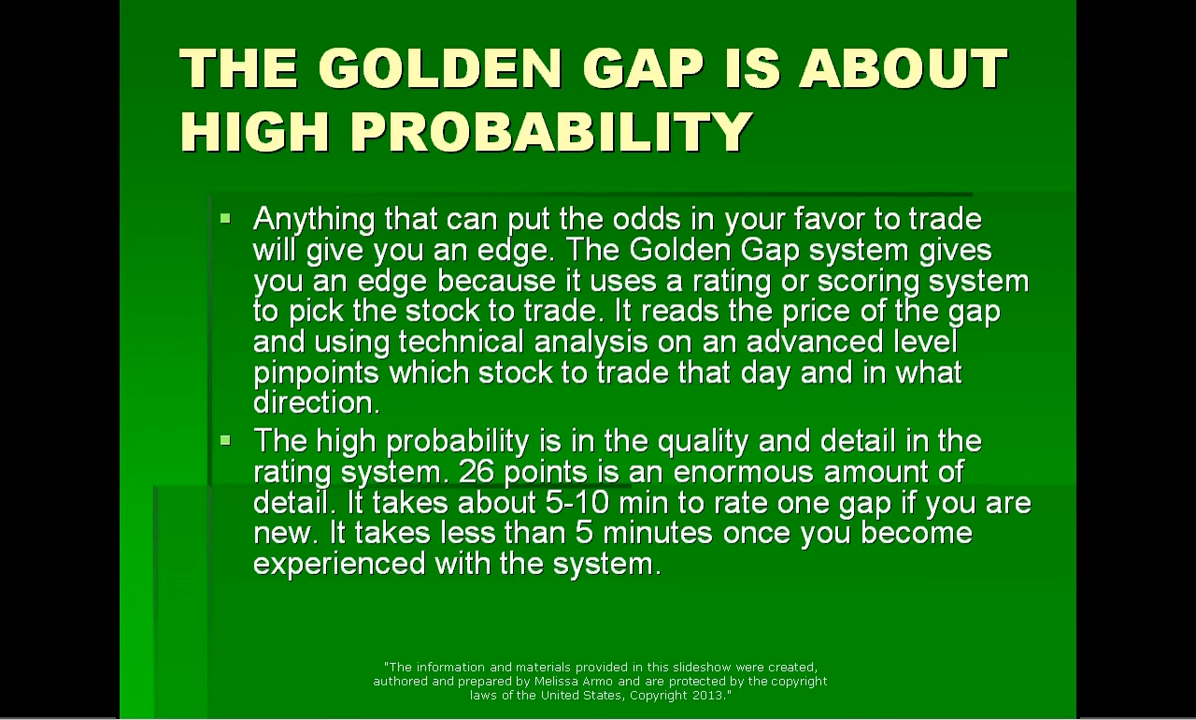 THE GOLDEN GAP IS ABOUT
HIGH PROBABILITY
Anything that can put the odds in your favor to trade
will give you an edge. The Golden Gap system gives
you an edge because it uses a rating or scoring system
to pick the stock to trade. It reads the price of the gap
and using technical analysis on an advanced level
pinpoints which stock to trade that day and in what
direction.
The high probability is in the quality and detail in the
rating system. 26 points is an enormous amount of
detail. It takes about 5-10 min to rate one gap if you are
new. It takes less than 5 minutes once you become
experienced with the system.
"The information and materials provided in this slideshow were created,
authored and prepared by Melissa Armo and are protected by the copyright
laws of the United States, Copyright 2013."